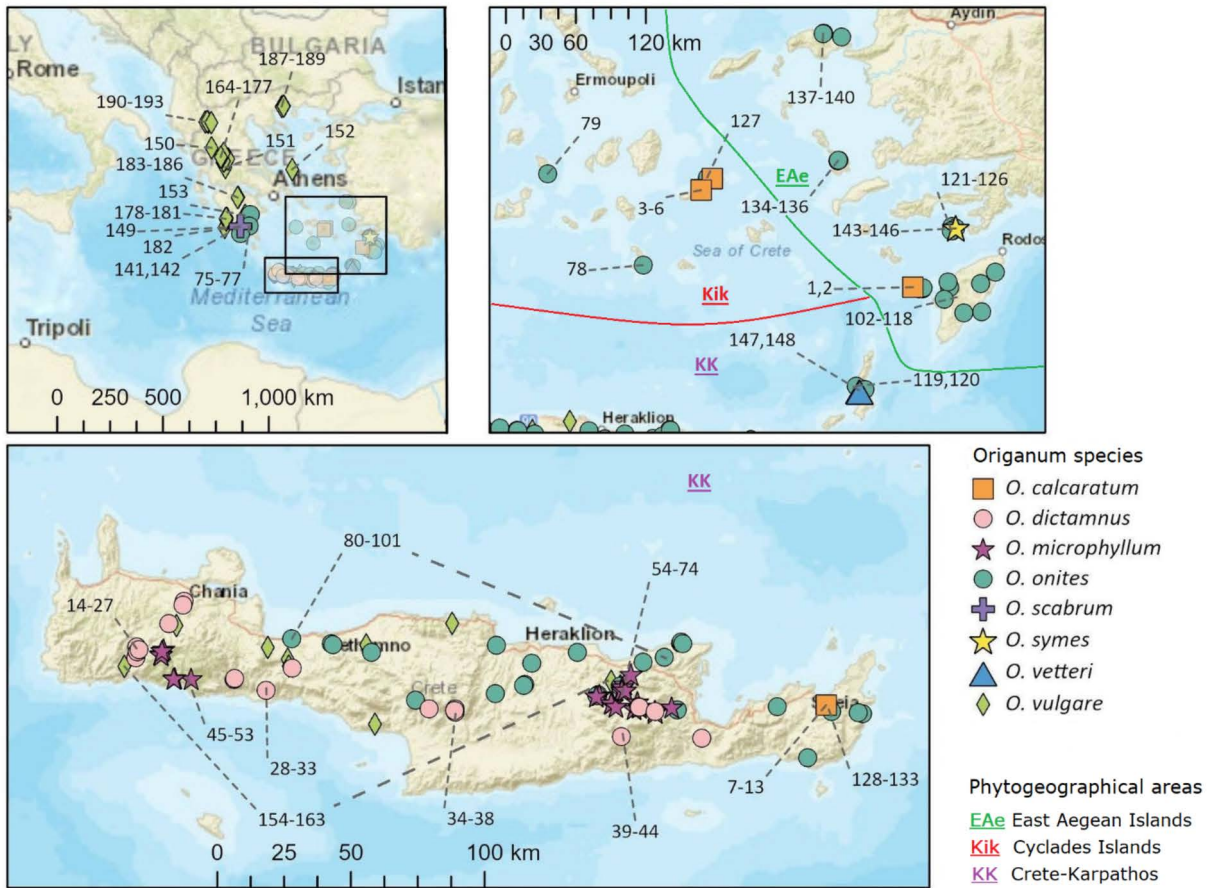 BULGARIA
LY
Rome
187-189
164-177
Istan
190-193
150
151
152
183-186
GREECE
Athens
153
178-181
149
182
141,142
75-77
Mediterranean
Sea
Tripoli
0 250 500 1,000 km
0 30 60 120 km
Aydin
Ermoupoli
137-140
79
127
EAe
121-126
3-6
134-136
143-146
Sea of Crete
Rodos
78
1,2
Kik
102-118
147,148
KK
119,120
Heraklion
KK
80-101
54-74
14-27
Chania
Heraklion
ethymno
Crete
Siteia
45-53
28-33
7-13
128-133
154-163
34-38
39-44
0 25 50 100 km
Origanum species
O. calcaratum
O. dictamnus
O. microphyllum
O. onites
O. scabrum
O. symes
O. vetteri
O. vulgare
Phytogeographical areas
EAe East Aegean Islands
Kik Cyclades Islands
KK Crete-Karpathos